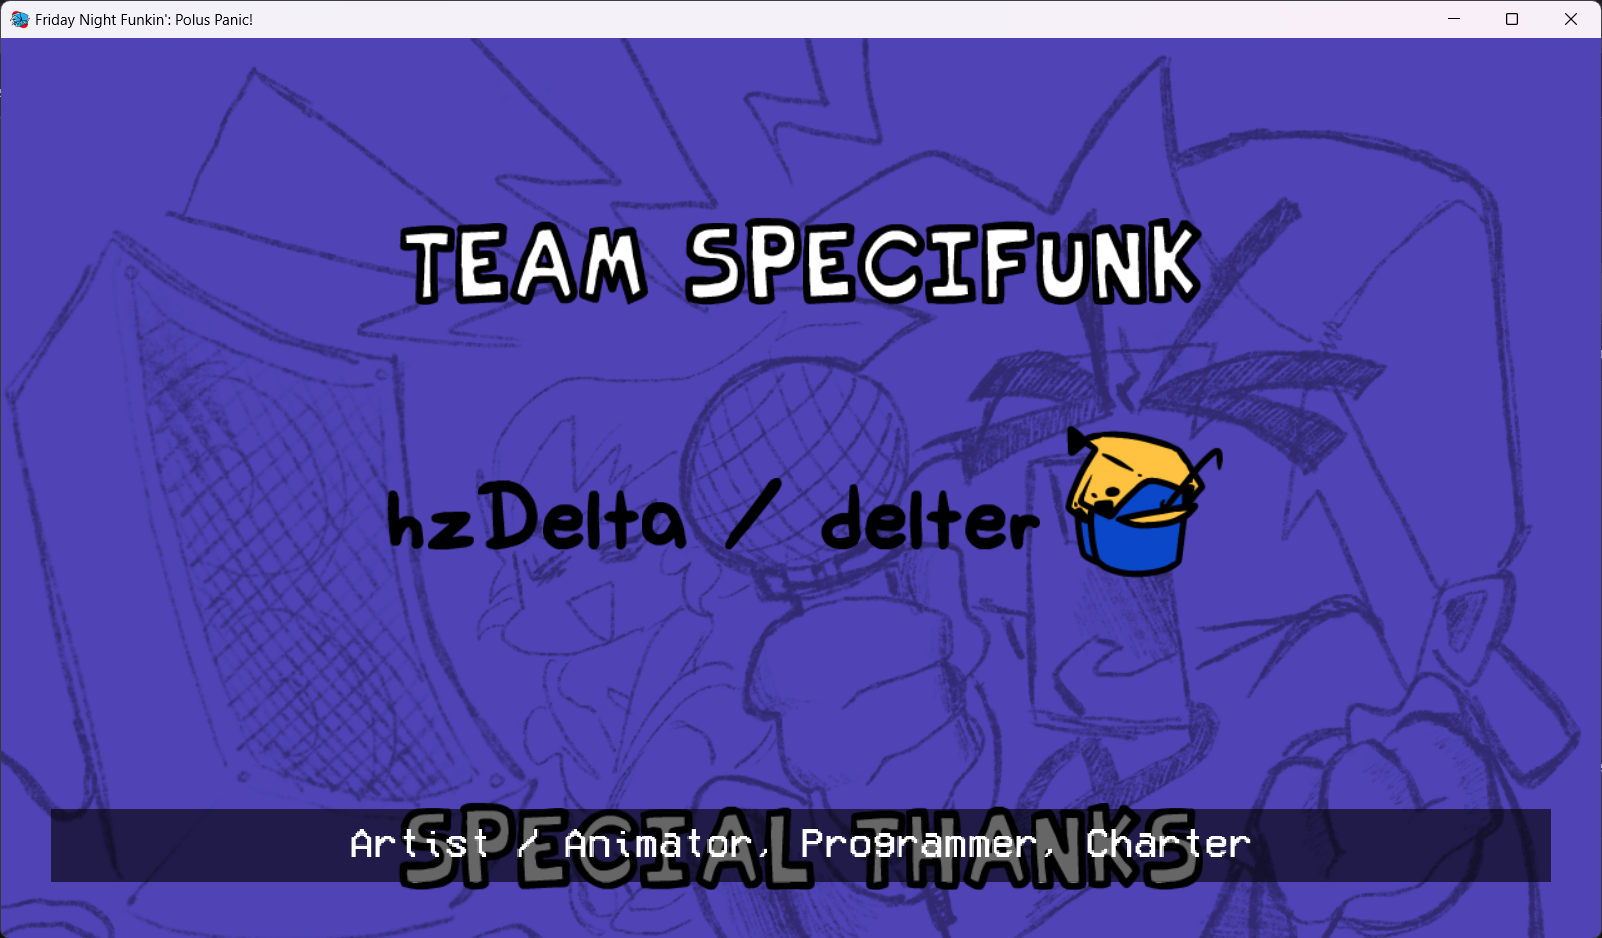 Friday Night Funkin': Polus Panic!
TEAM SPECIFUNK
hzDelta / delter
SPECIAL THANKS
Artist / Animator, Programmer, Charter